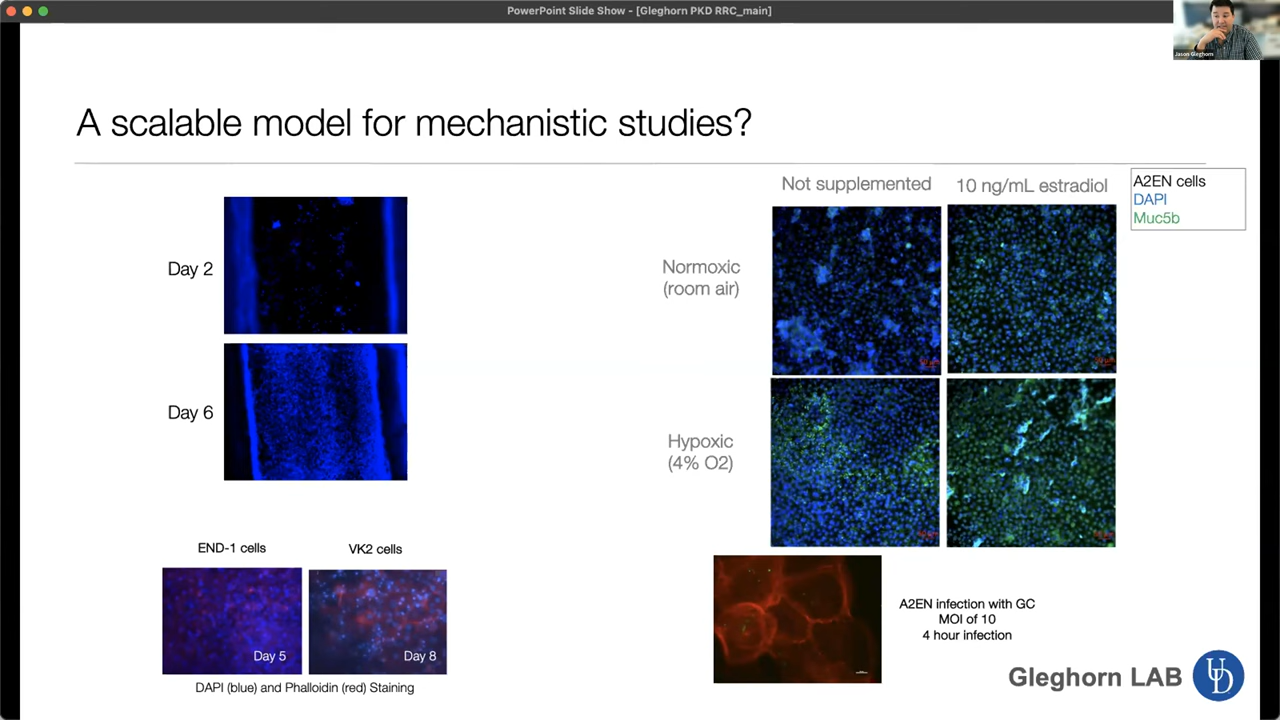 PowerPoint Slide Show - [Gleghorn PKD RRC_main]
Jason Gleghorn
A scalable model for mechanistic studies?
Not supplemented
10 ng/mL estradiol
A2EN cells
DAPI
Muc5b
Day 2
Normoxic
(room air)
Day 6
Hypoxic
(4% O2)
END-1 cells
VK2 cells
Day 5
Day 8
DAPI (blue) and Phalloidin (red) Staining
A2EN infection with GC
MOI of 10
4 hour infection
Gleghorn LAB
UD